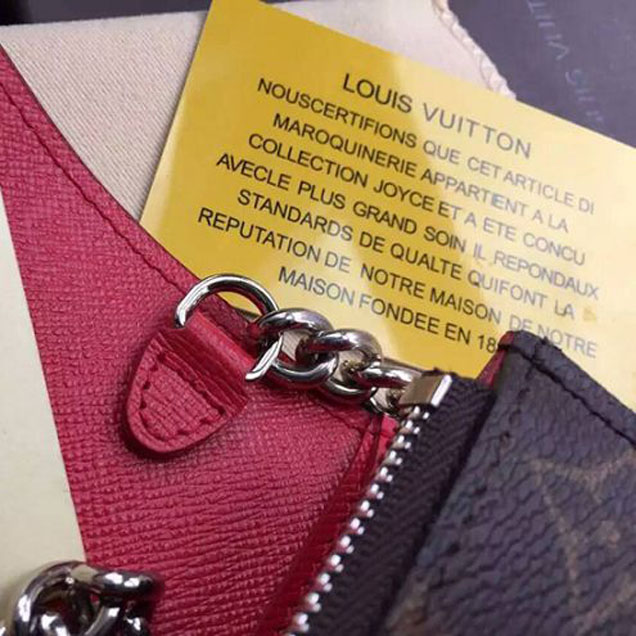 LOUIS VUITTON
NOUSCERTIFIONS QUE CET ARTICLE DI
MAROQUINERIE APPARTIENT A LA
COLLECTION JOYCE ET A ETE CONCU
AVECLE PLUS GRAND SOIN IL REPONDAUX
STANDARDS DE QUALTE QUIFONT LA
REPUTATION DE NOTRE MAISON DE NOTRE
MAISON FONDEE EN 18